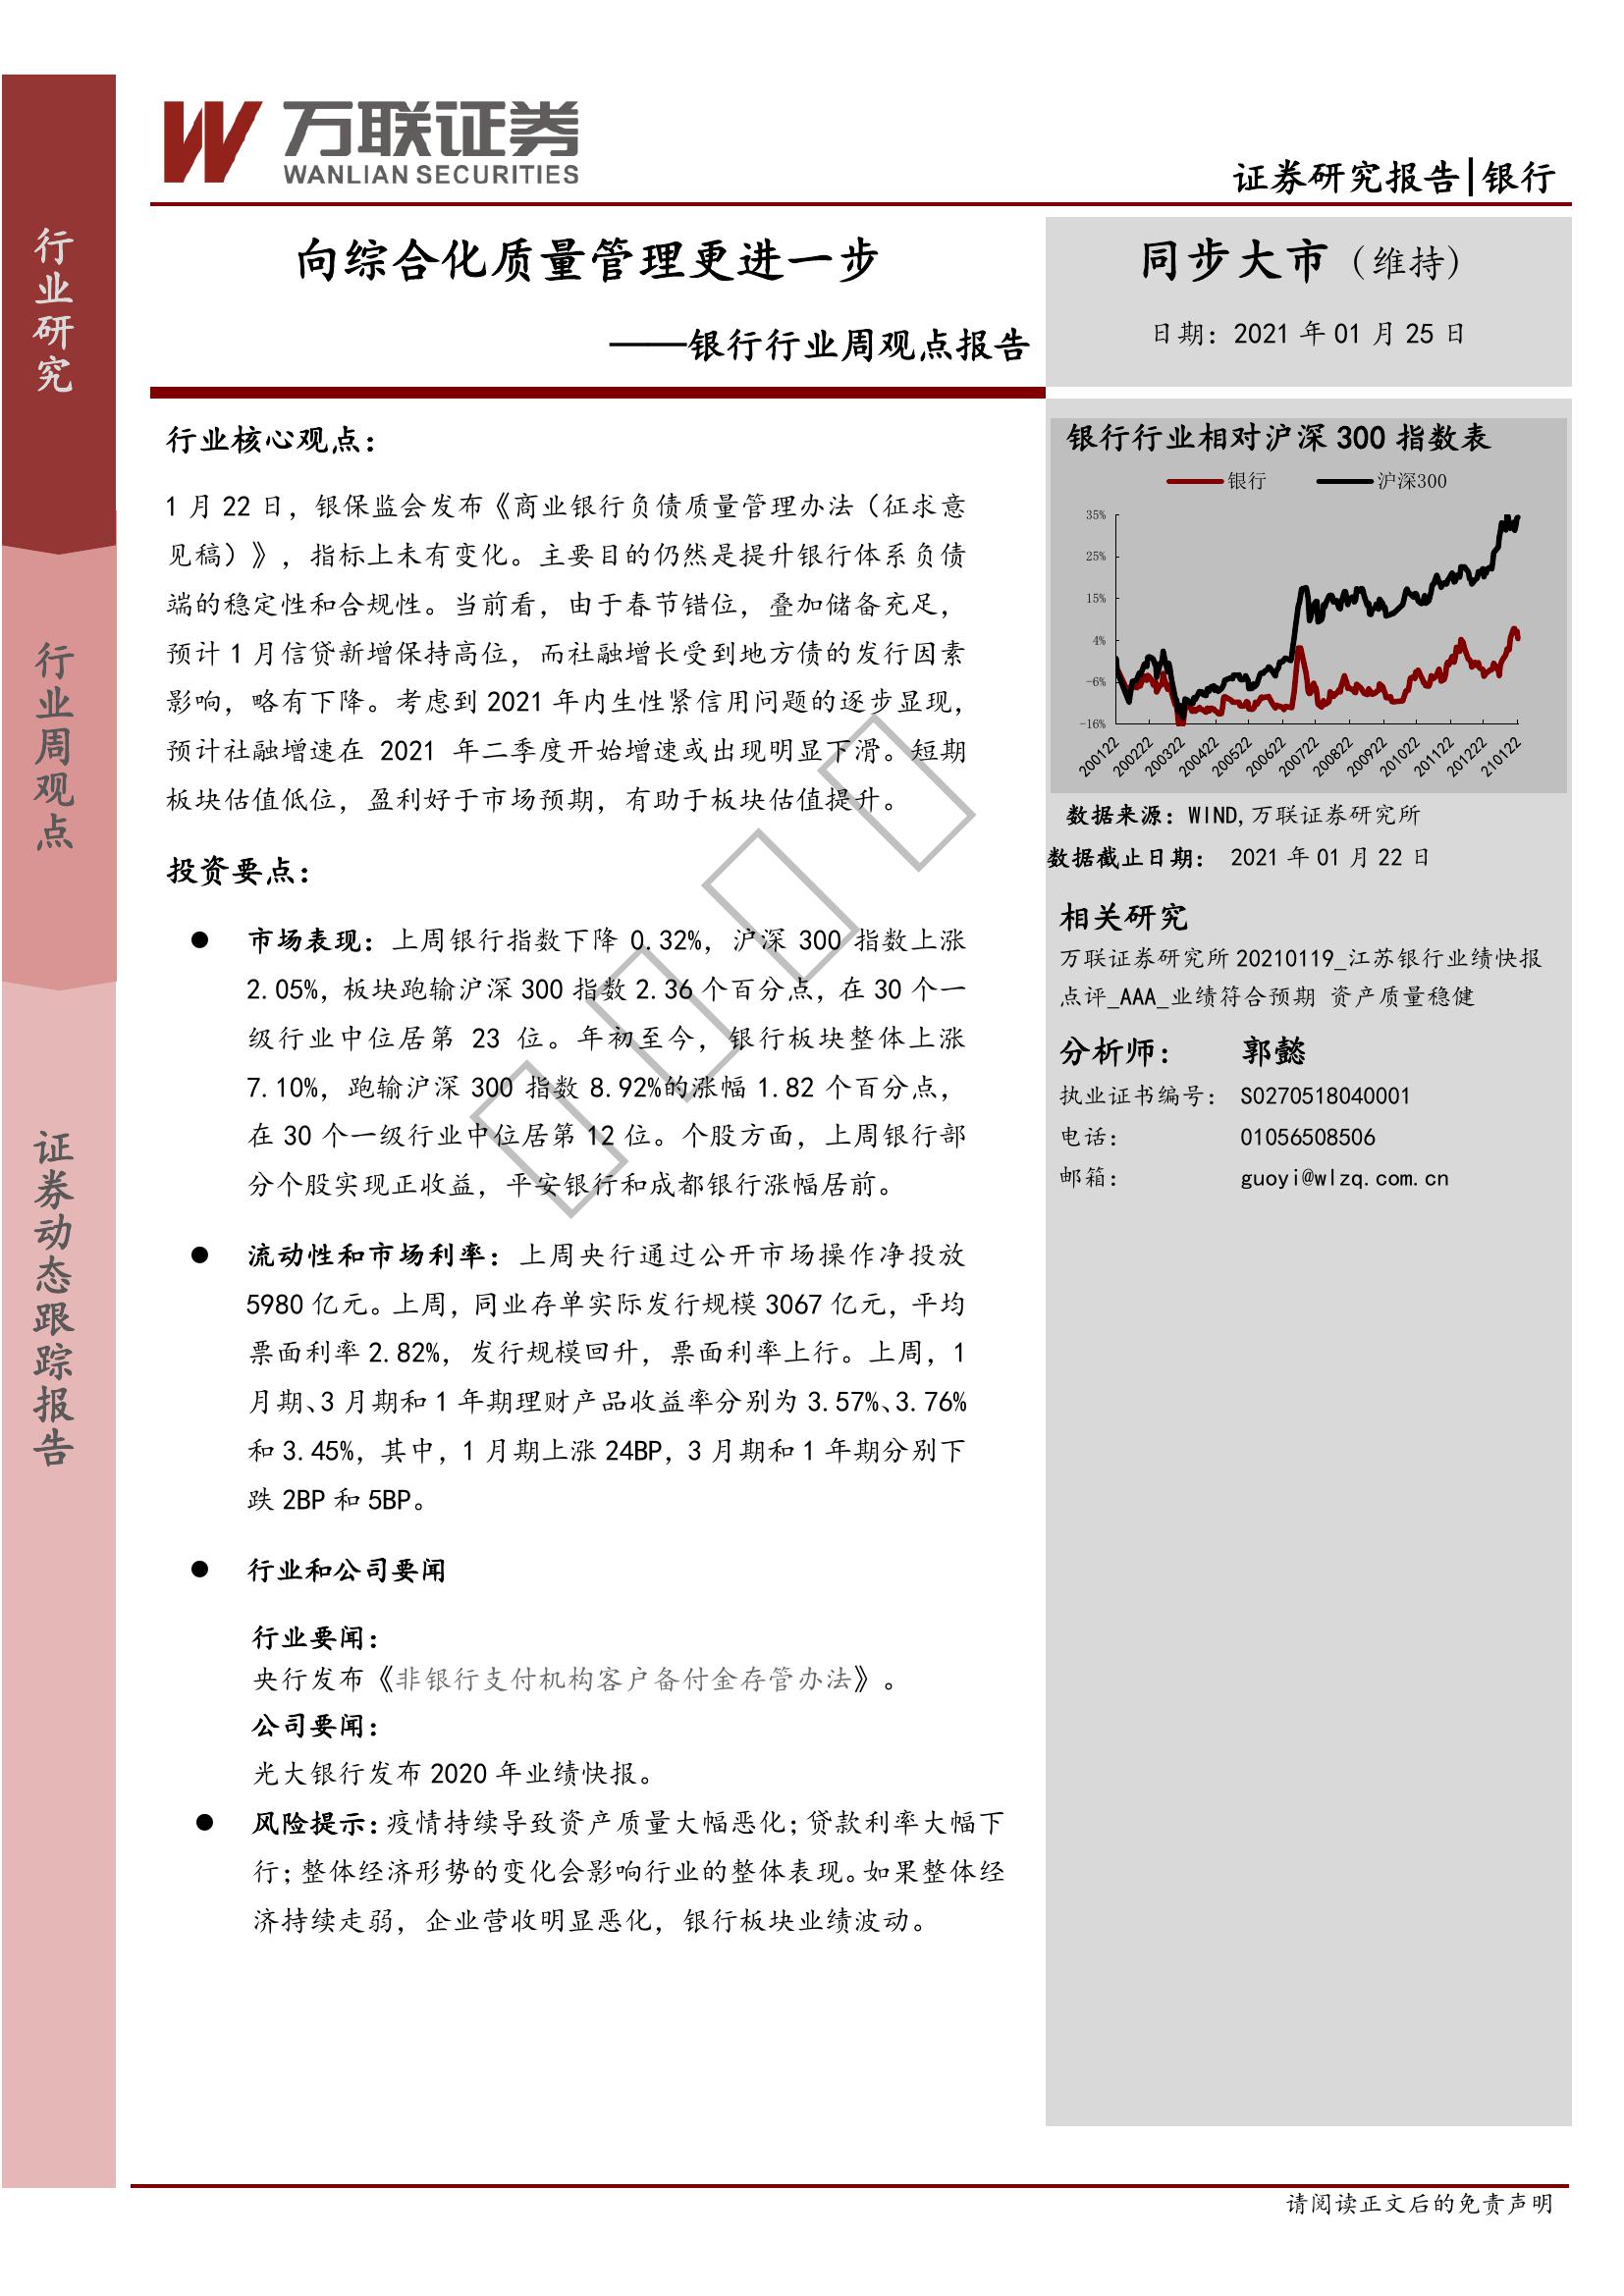 万联证券
WANLIAN SECURITIES
证券研究报告|银行
行业研究
行业周观点
证券动态跟踪报告
向综合化质量管理更进一步
——银行行业周观点报告
同步大市（维持）
日期：2021 年 01 月 25 日
行业核心观点：
1 月 22 日，银保监会发布《商业银行负债质量管理办法（征求意
见稿）》，指标上未有变化。主要目的仍然是提升银行体系负债
端的稳定性和合规性。当前看，由于春节错位，叠加储备充足，
预计 1 月信贷新增保持高位，而社融增长受到地方债的发行因素
影响，略有下降。考虑到 2021 年内生性紧信用问题的逐步显现，
预计社融增速在 2021 年二季度开始增速或出现明显下滑。短期
板块估值低位，盈利好于市场预期，有助于板块估值提升。
投资要点：
● 市场表现：上周银行指数下降 0.32%，沪深 300 指数上涨
2.05%，板块跑输沪深 300 指数 2.36 个百分点，在 30 个一
级行业中位居第 23 位。年初至今，银行板块整体上涨
7.10%，跑输沪深 300 指数 8.92%的涨幅 1.82 个百分点，
在 30 个一级行业中位居第 12 位。个股方面，上周银行部
分个股实现正收益，平安银行和成都银行涨幅居前。
● 流动性和市场利率：上周央行通过公开市场操作净投放
5980 亿元。上周，同业存单实际发行规模 3067 亿元，平均
票面利率 2.82%，发行规模回升，票面利率上行。上周，1
月期、3 月期和 1 年期理财产品收益率分别为 3.57%、3.76%
和 3.45%，其中，1 月期上涨 24BP，3 月期和 1 年期分别下
跌 2BP 和 5BP。
● 行业和公司要闻
行业要闻：
央行发布《非银行支付机构客户备付金存管办法》。
公司要闻：
光大银行发布 2020 年业绩快报。
● 风险提示：疫情持续导致资产质量大幅恶化；贷款利率大幅下
行；整体经济形势的变化会影响行业的整体表现。如果整体经
济持续走弱，企业营收明显恶化，银行板块业绩波动。
银行行业相对沪深 300 指数表
银行 沪深300
35%
25%
15%
4%
-6%
-16%
200122 200222 200322 200422 200522 200622 200722 200822 200922 201022 201122 201222 210122
数据来源：WIND,万联证券研究所
数据截止日期： 2021 年 01 月 22 日
相关研究
万联证券研究所 20210119_江苏银行业绩快报
点评_AAA_业绩符合预期 资产质量稳健
分析师： 郭懿
执业证书编号： S0270518040001
电话： 01056508506
邮箱： guoyi@wlzq.com.cn
请阅读正文后的免责声明